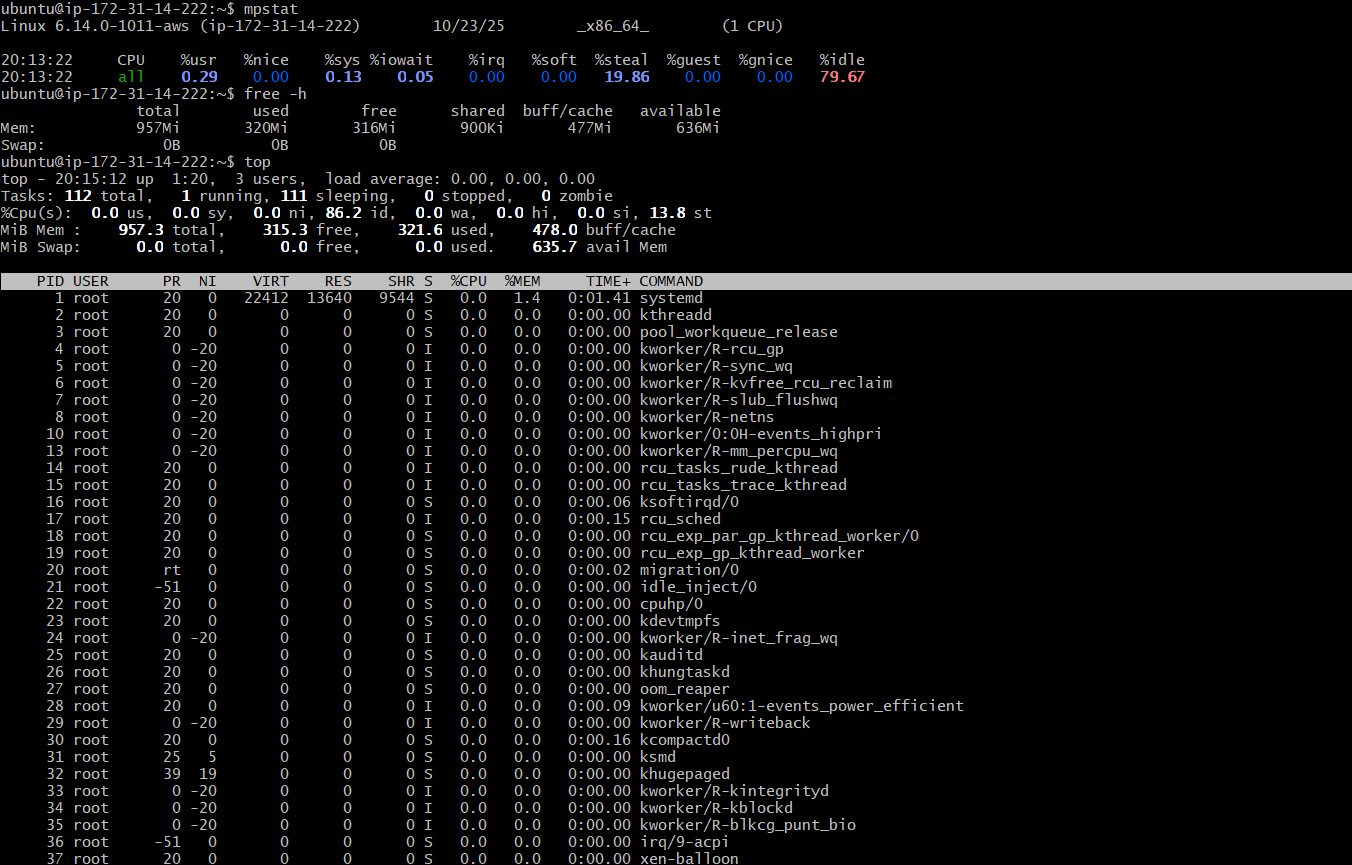 ubuntu@ip-172-31-14-222:~$ mpstat
Linux 6.14.0-1011-aws (ip-172-31-14-222) 10/23/25 _x86_64_ (1 CPU)
20:13:22 CPU %usr %nice %sys %iowait %irq %soft %steal %guest %gnice %idle
20:13:22 all 0.29 0.00 0.13 0.05 0.00 0.00 19.86 0.00 0.00 79.67
ubuntu@ip-172-31-14-222:~$ free -h
total used free shared buff/cache available
Mem: 957Mi 320Mi 316Mi 900Ki 477Mi 636Mi
Swap: 0B 0B 0B
ubuntu@ip-172-31-14-222:~$ top
top - 20:15:12 up 1:20, 3 users, load average: 0.00, 0.00, 0.00
Tasks: 112 total, 1 running, 111 sleeping, 0 stopped, 0 zombie
%Cpu(s): 0.0 us, 0.0 sy, 0.0 ni, 86.2 id, 0.0 wa, 0.0 hi, 0.0 si, 13.8 st
MiB Mem : 957.3 total, 315.3 free, 321.6 used, 478.0 buff/cache
MiB Swap: 0.0 total, 0.0 free, 0.0 used. 635.7 avail Mem
PID USER PR NI VIRT RES SHR S %CPU %MEM TIME+ COMMAND
1 root 20 0 22412 13640 9544 S 0.0 1.4 0:01.41 systemd
2 root 20 0 0 0 0 S 0.0 0.0 0:00.00 kthreadd
3 root 20 0 0 0 0 S 0.0 0.0 0:00.00 pool_workqueue_release
4 root 0 -20 0 0 0 I 0.0 0.0 0:00.00 kworker/R-rcu_gp
5 root 0 -20 0 0 0 I 0.0 0.0 0:00.00 kworker/R-sync_wq
6 root 0 -20 0 0 0 I 0.0 0.0 0:00.00 kworker/R-kvfree_rcu_reclaim
7 root 0 -20 0 0 0 I 0.0 0.0 0:00.00 kworker/R-slub_flushwq
8 root 0 -20 0 0 0 I 0.0 0.0 0:00.00 kworker/R-netns
10 root 0 -20 0 0 0 I 0.0 0.0 0:00.00 kworker/0:0H-events_highpri
13 root 0 -20 0 0 0 I 0.0 0.0 0:00.00 kworker/R-mm_percpu_wq
14 root 20 0 0 0 0 I 0.0 0.0 0:00.00 rcu_tasks_rude_kthread
15 root 20 0 0 0 0 I 0.0 0.0 0:00.00 rcu_tasks_trace_kthread
16 root 20 0 0 0 0 S 0.0 0.0 0:00.06 ksoftirqd/0
17 root 20 0 0 0 0 I 0.0 0.0 0:00.15 rcu_sched
18 root 20 0 0 0 0 S 0.0 0.0 0:00.00 rcu_exp_par_gp_kthread_worker/0
19 root 20 0 0 0 0 S 0.0 0.0 0:00.00 rcu_exp_gp_kthread_worker
20 root rt 0 0 0 0 S 0.0 0.0 0:00.02 migration/0
21 root -51 0 0 0 0 S 0.0 0.0 0:00.00 idle_inject/0
22 root 20 0 0 0 0 S 0.0 0.0 0:00.00 cpuhp/0
23 root 20 0 0 0 0 S 0.0 0.0 0:00.00 kdevtmpfs
24 root 0 -20 0 0 0 I 0.0 0.0 0:00.00 kworker/R-inet_frag_wq
25 root 20 0 0 0 0 S 0.0 0.0 0:00.00 kauditd
26 root 20 0 0 0 0 S 0.0 0.0 0:00.00 khungtaskd
27 root 20 0 0 0 0 S 0.0 0.0 0:00.00 oom_reaper
28 root 20 0 0 0 0 I 0.0 0.0 0:00.09 kworker/u60:1-events_power_efficient
29 root 0 -20 0 0 0 I 0.0 0.0 0:00.00 kworker/R-writeback
30 root 20 0 0 0 0 S 0.0 0.0 0:00.16 kcompactd0
31 root 25 5 0 0 0 S 0.0 0.0 0:00.00 ksmd
32 root 39 19 0 0 0 S 0.0 0.0 0:00.00 khugepaged
33 root 0 -20 0 0 0 I 0.0 0.0 0:00.00 kworker/R-kintegrityd
34 root 0 -20 0 0 0 I 0.0 0.0 0:00.00 kworker/R-kblockd
35 root 0 -20 0 0 0 I 0.0 0.0 0:00.00 kworker/R-blkcg_punt_bio
36 root -51 0 0 0 0 S 0.0 0.0 0:00.00 irq/9-acpi
37 root 20 0 0 0 0 S 0.0 0.0 0:00.00 xen-balloon